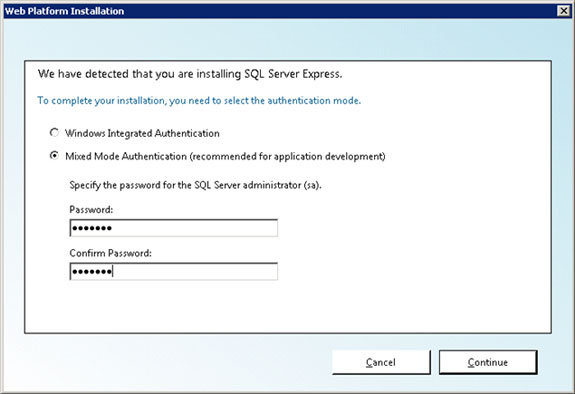 Web Platform Installation
We have detected that you are installing SQL Server Express.
To complete your installation, you need to select the authentication mode.
Windows Integrated Authentication
Mixed Mode Authentication (recommended for application development)
Specify the password for the SQL Server administrator (sa).
Password:
●●●●●●●
Confirm Password:
●●●●●●●
Cancel Continue